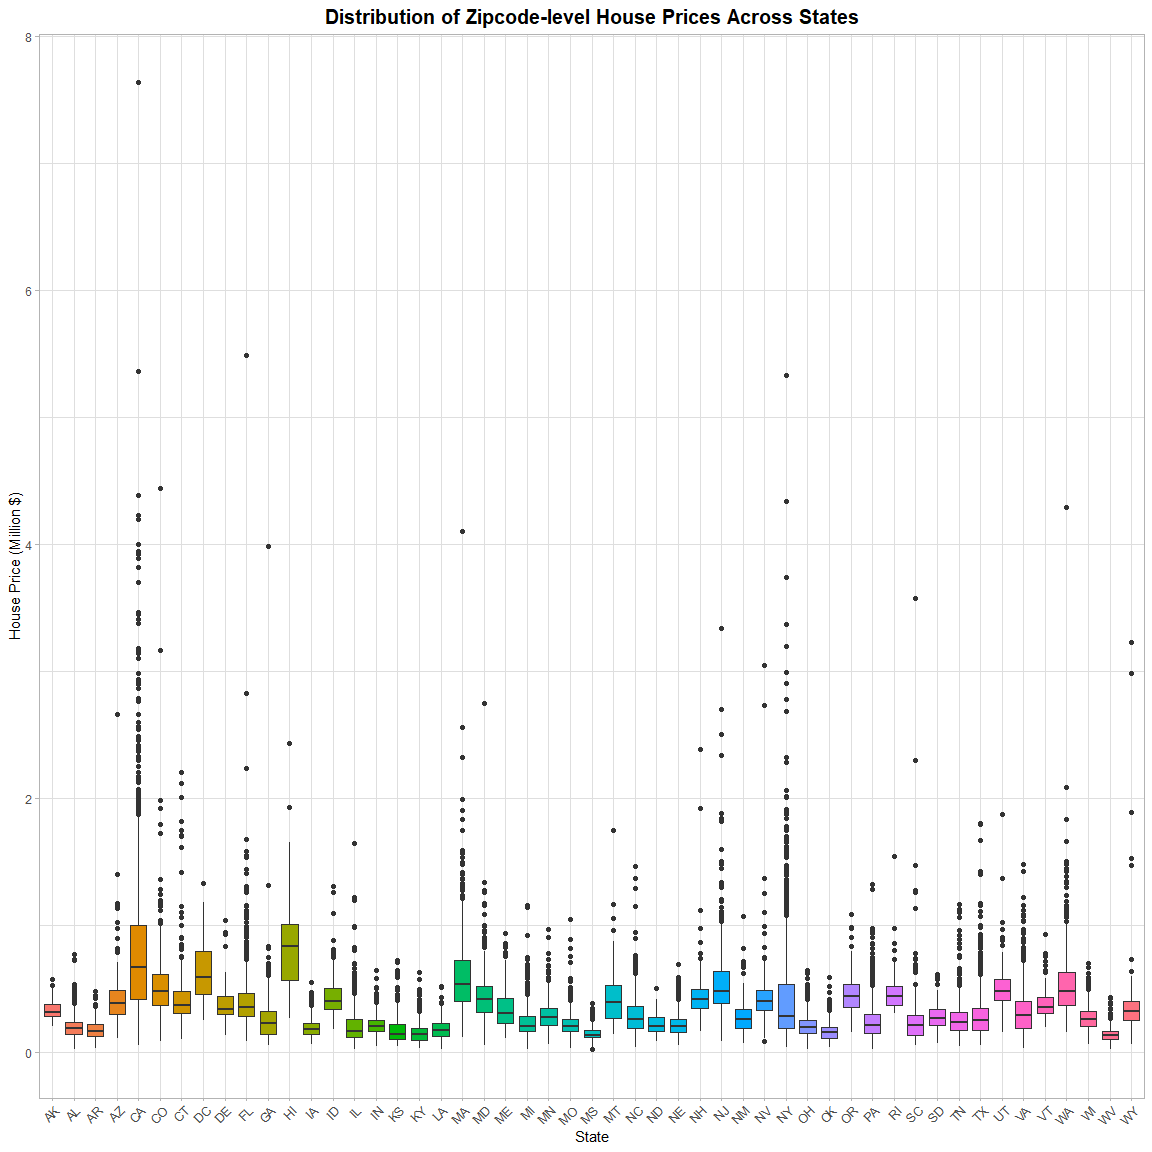 Distribution of Zipcode-level House Prices Across States
8
6
4
2
0
House Price (Million $)
AK AL AR AZ CA CO CT DC DE FL GA HI IA ID IL IN KS KY LA MA MD ME MI MN MO MS MT NC ND NE NH NJ NM NV NY OH OK OR PA RI SC SD TN TX UT VA VT WA WI WV WY
State